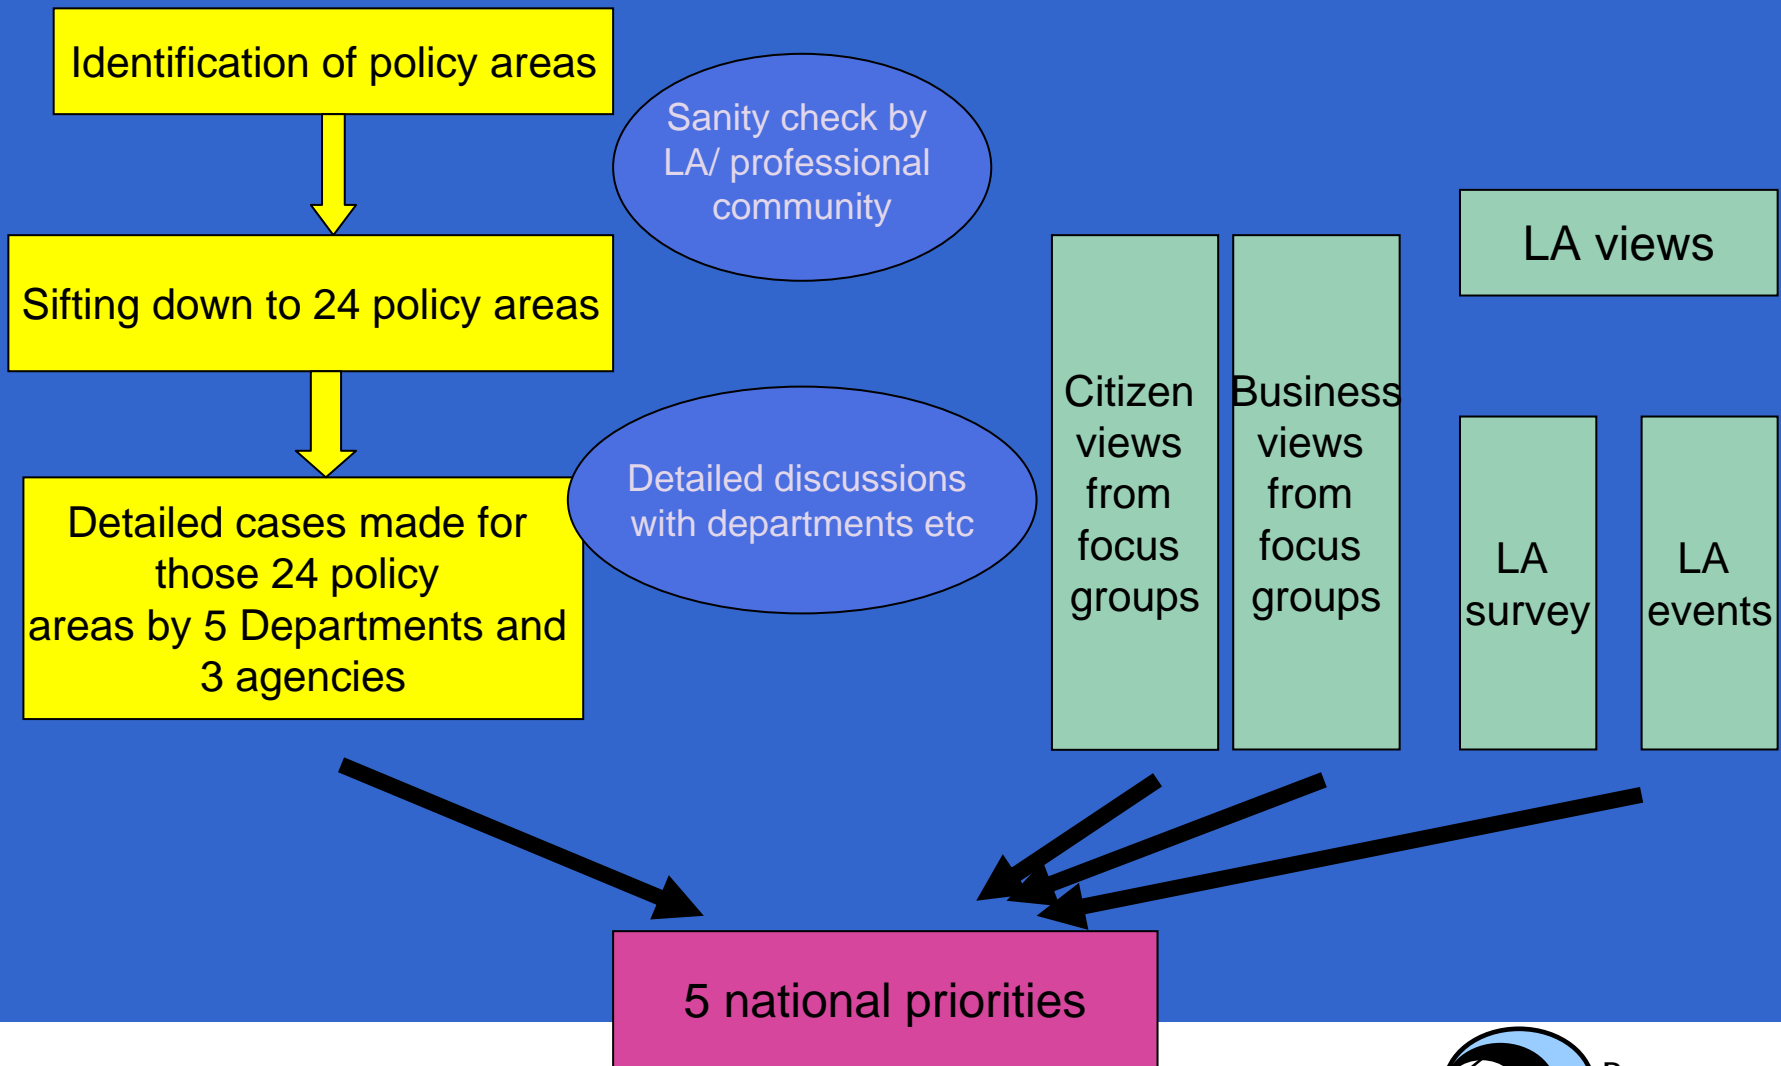 Identification of policy areas
Sanity check by
LA/ professional
community
Sifting down to 24 policy areas
Detailed discussions
with departments etc
Detailed cases made for
those 24 policy
areas by 5 Departments and
3 agencies
Citizen
views
from
focus
groups
Business
views
from
focus
groups
LA views
LA
survey
LA
events
5 national priorities